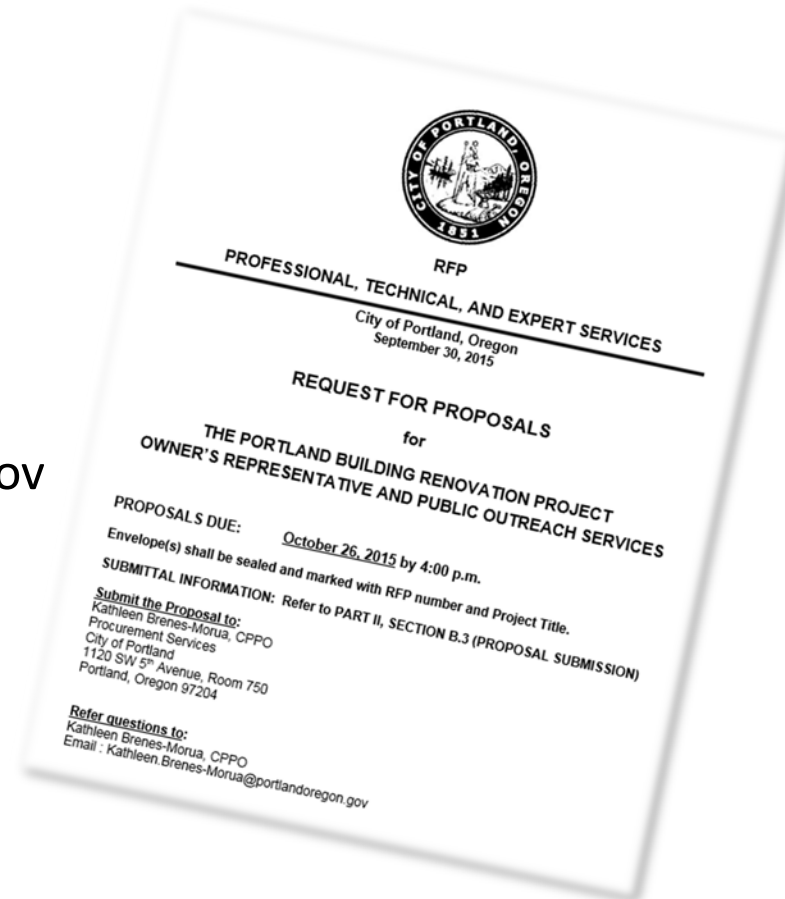 ov
CITY OF PORTLAND, OREGON
1851
RFP
PROFESSIONAL, TECHNICAL, AND EXPERT SERVICES
City of Portland, Oregon
September 30, 2015
REQUEST FOR PROPOSALS
for
THE PORTLAND BUILDING RENOVATION PROJECT
OWNER'S REPRESENTATIVE AND PUBLIC OUTREACH SERVICES
PROPOSALS DUE: October 26, 2015 by 4:00 p.m.
Envelope(s) shall be sealed and marked with RFP number and Project Title.
SUBMITTAL INFORMATION: Refer to PART II, SECTION B.3 (PROPOSAL SUBMISSION)
Submit the Proposal to:
Kathleen Brenes-Morua, CPPO
Procurement Services
City of Portland
1120 SW 5th Avenue, Room 750
Portland, Oregon 97204
Refer questions to:
Kathleen Brenes-Morua, CPPO
Email : Kathleen.Brenes-Morua@portlandoregon.gov